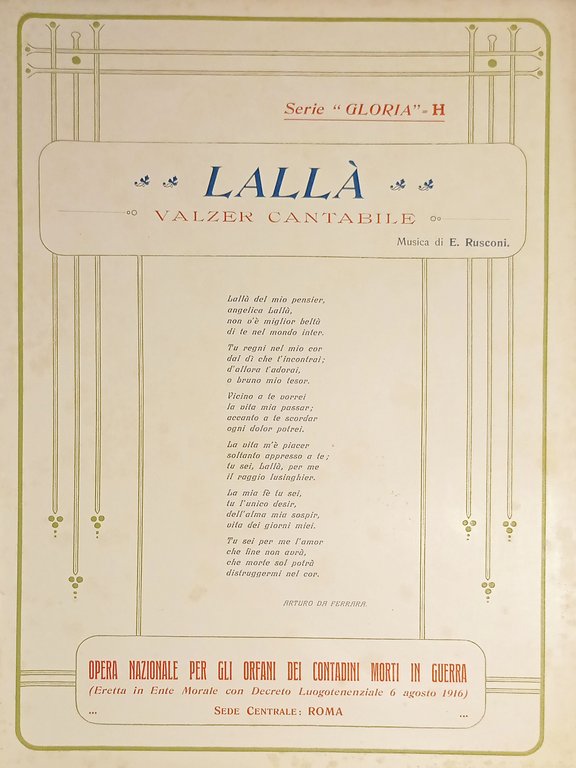 Serie “GLORIA”=H
LALLÀ
VALZER CANTABILE
Musica di E. Rusconi.
Lallà del mio pensier,
angelica Lallà,
non v'è miglior beltà
di te nel mondo inter.
Tu regni nel mio cor
dal dì che t'incontrai;
d'allora t'adorai,
o bruno mio tesor.
Vicino a te vorrei
la vita mia passar;
accanto a te scordar
ogni dolor potrei.
La vita m'è piacer
soltanto appresso a te;
tu sei, Lallà, per me
il raggio lusinghier.
La mia fè tu sei,
tu l'unico desir,
dell'alma mia sospir,
vita dei giorni miei.
Tu sei per me l'amor
che fine non avrà,
che morte sol potrà
distruggermi nel cor.
ARTURO DA FERRARA.
OPERA NAZIONALE PER GLI ORFANI DEI CONTADINI MORTI IN GUERRA
(Eretta in Ente Morale con Decreto Luogotenenziale 6 agosto 1916)
... SEDE CENTRALE: ROMA ...